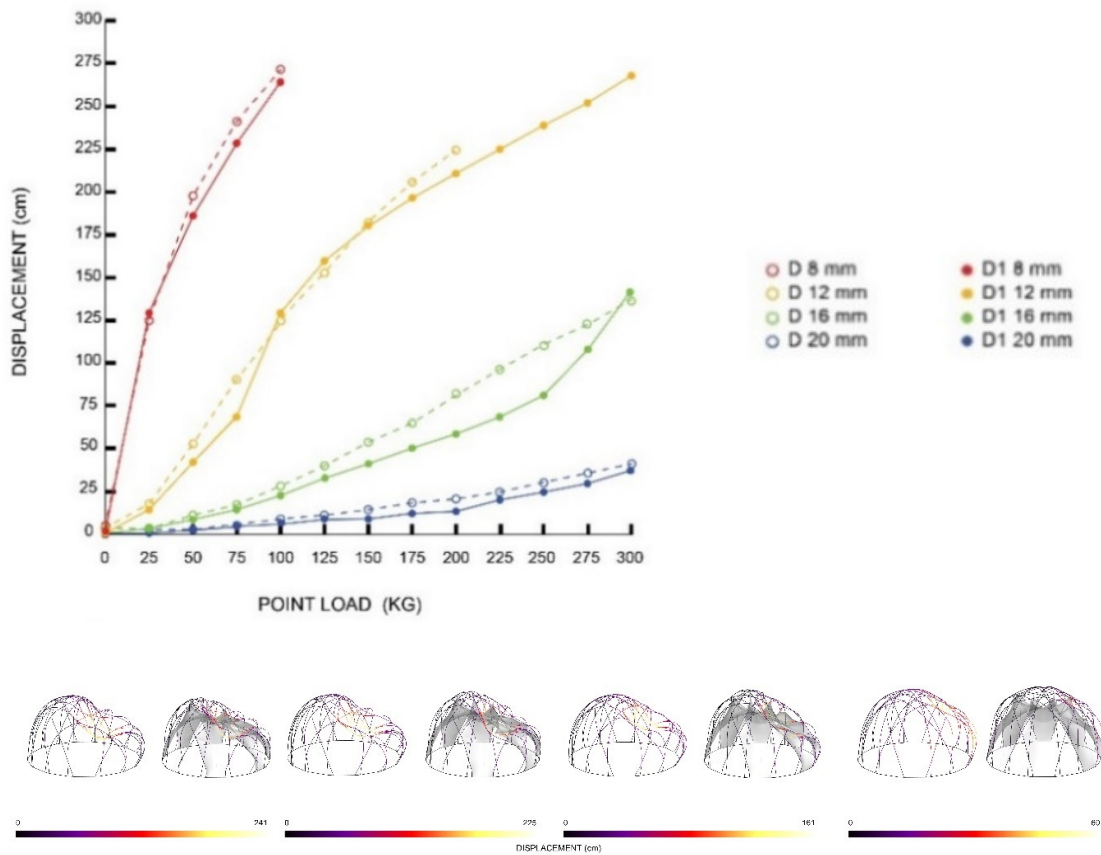 300
275
250
225
200
175
150
125
100
75
50
25
0
DISPLACEMENT (cm)
0 25 50 75 100 125 150 175 200 225 250 275 300
POINT LOAD (KG)
D 8 mm D1 8 mm
D 12 mm D1 12 mm
D 16 mm D1 16 mm
D 20 mm D1 20 mm
0 241 0 225 0 161 0 60
DISPLACEMENT (cm)